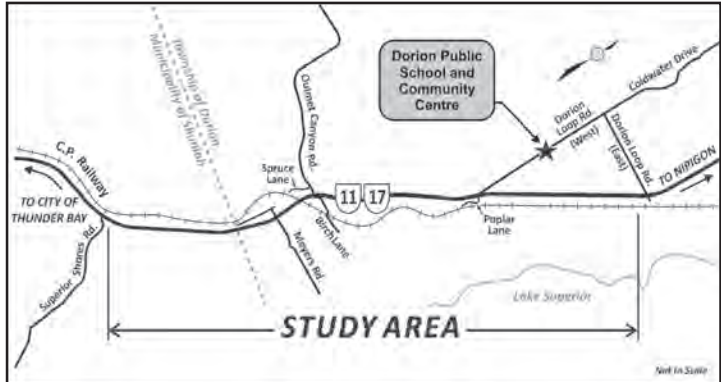 Dorion Public
School and
Community
Centre
Coldwater Drive
Dorion
Loop Rd.
(West)
Dorion Loop Rd.
(East)
TO NIPIGON
Township of Dorion
Municipality of Shuniah
Ouimet Canyon Rd.
C.P. Railway
Spruce
Lane
11 17
TO CITY OF
THUNDER BAY
Birch Lane
Poplar
Lane
Meyers Rd.
Superior Shores Rd.
Lake Superior
STUDY AREA
Not to Scale